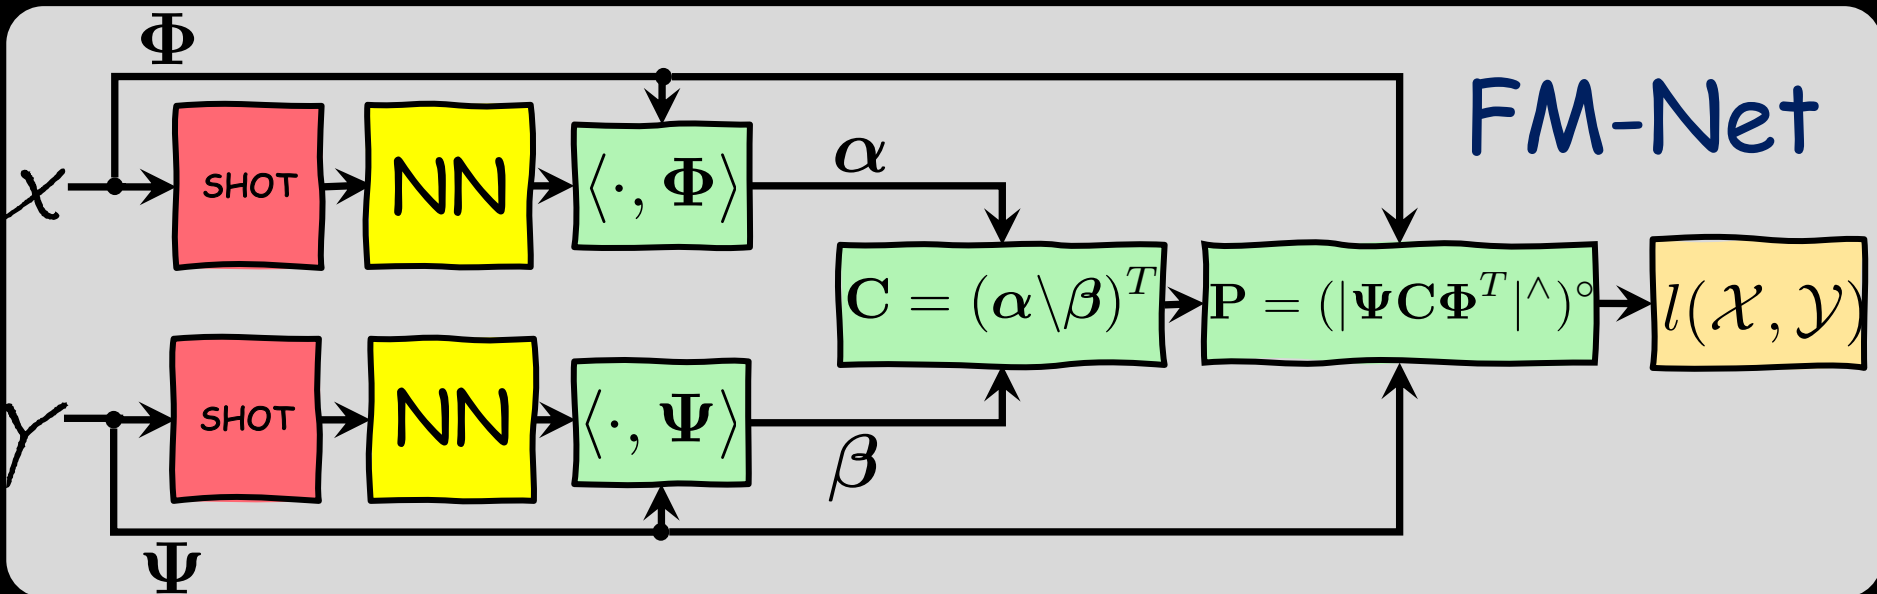 Φ
FM-Net
X
SHOT
NN
⟨·, Φ⟩
α
C = (α\β)^T
P = (|ΨCΦ^T|^∧)°
l(X, Y)
Y
SHOT
NN
⟨·, Ψ⟩
β
Ψ